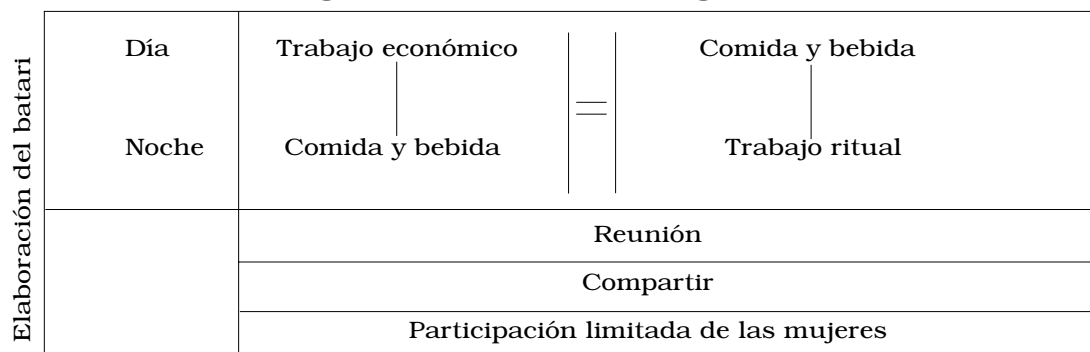 Elaboración del batari
Día Trabajo económico = Comida y bebida
Noche Comida y bebida Trabajo ritual
Reunión
Compartir
Participación limitada de las mujeres